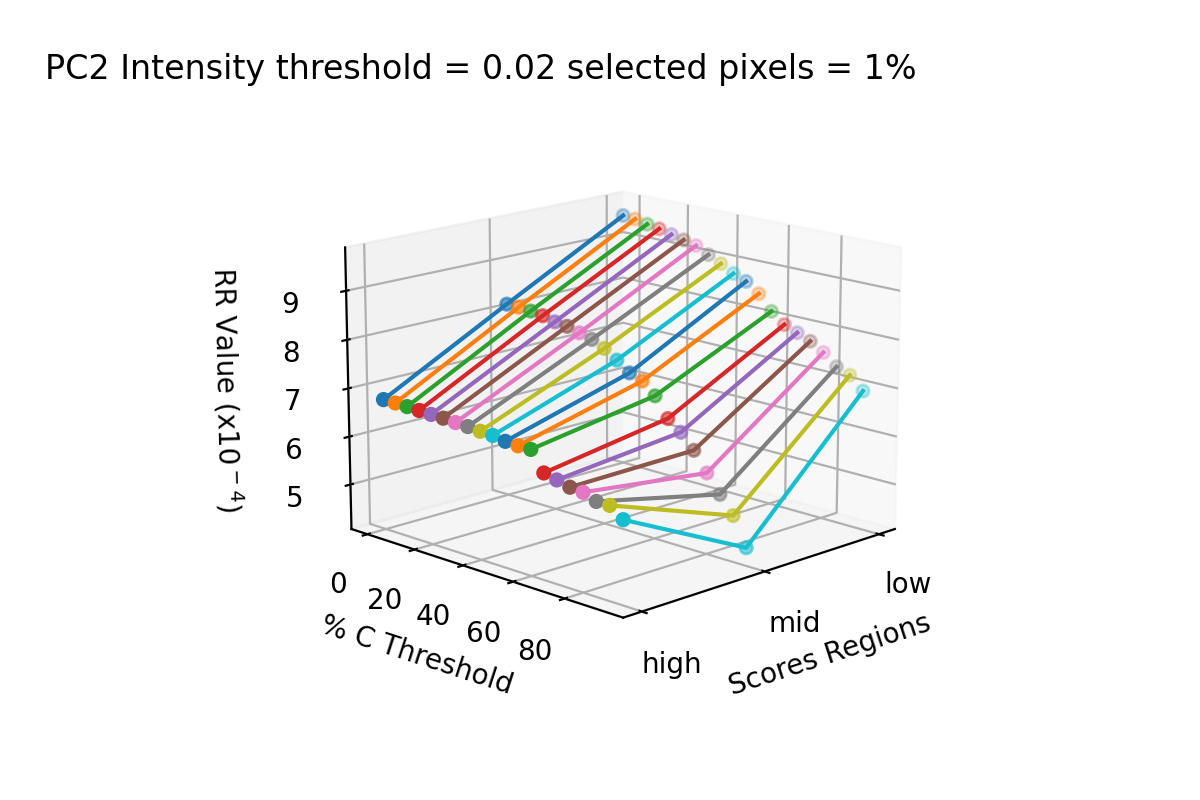 PC2 Intensity threshold = 0.02 selected pixels = 1%
RR Value (x10⁻⁴)
9
8
7
6
5
0
20
40
60
80
% C Threshold
low
mid
high
Scores Regions